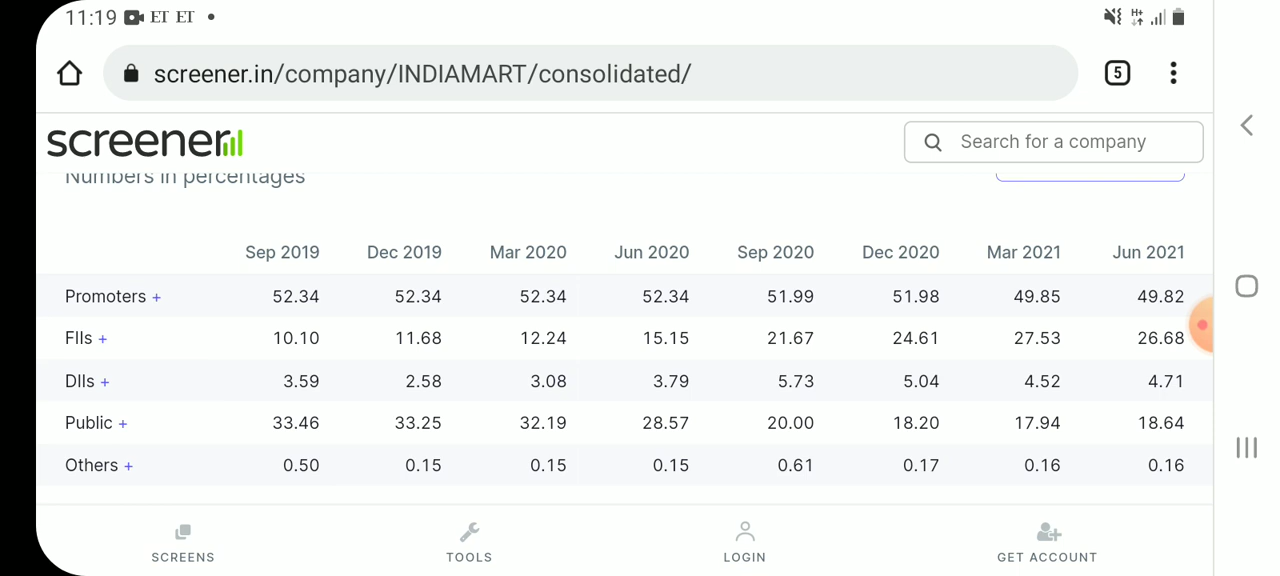 11:19 ET ET •
H+
screener.in/company/INDIAMART/consolidated/
5
screener
Search for a company
Numbers in percentages
Sep 2019 Dec 2019 Mar 2020 Jun 2020 Sep 2020 Dec 2020 Mar 2021 Jun 2021
Promoters + 52.34 52.34 52.34 52.34 51.99 51.98 49.85 49.82
FIIs + 10.10 11.68 12.24 15.15 21.67 24.61 27.53 26.68
DIIs + 3.59 2.58 3.08 3.79 5.73 5.04 4.52 4.71
Public + 33.46 33.25 32.19 28.57 20.00 18.20 17.94 18.64
Others + 0.50 0.15 0.15 0.15 0.61 0.17 0.16 0.16
SCREENS TOOLS LOGIN GET ACCOUNT